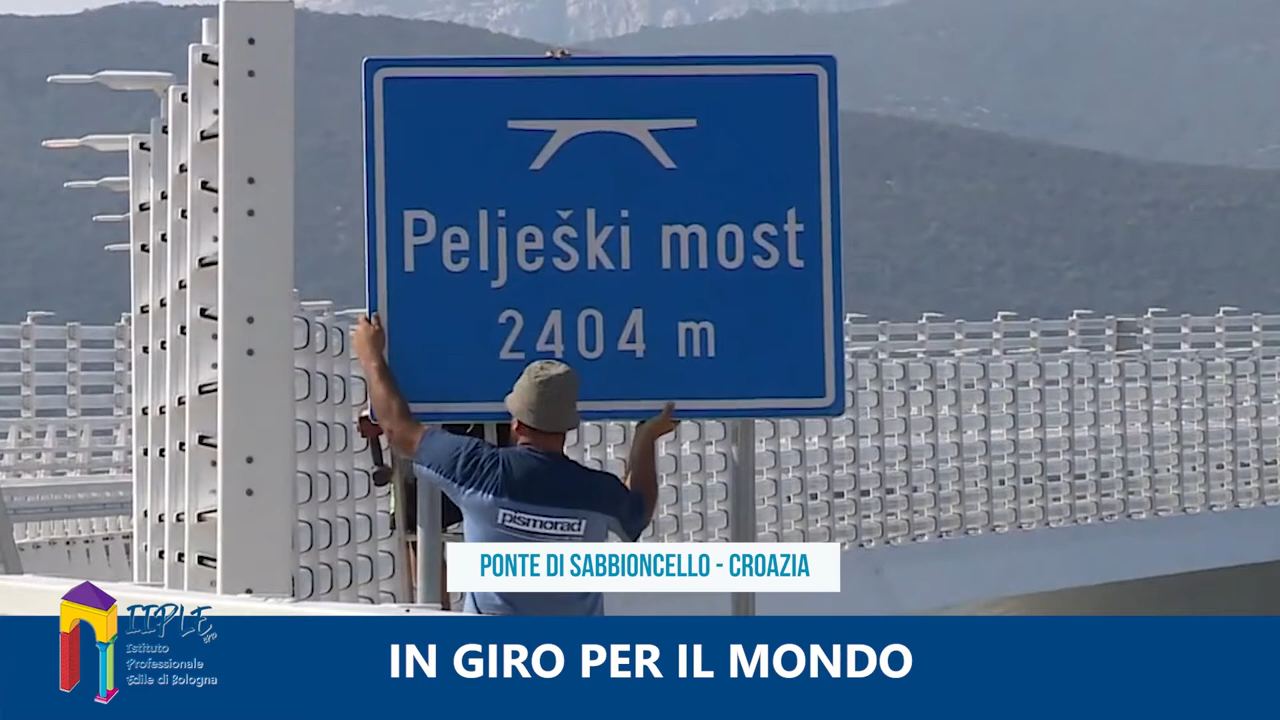 Pelješki most
2404 m
pismorad
PONTE DI SABBIONCELLO - CROAZIA
IIPLE
Istituto
Professionale
Edile di Bologna
IN GIRO PER IL MONDO